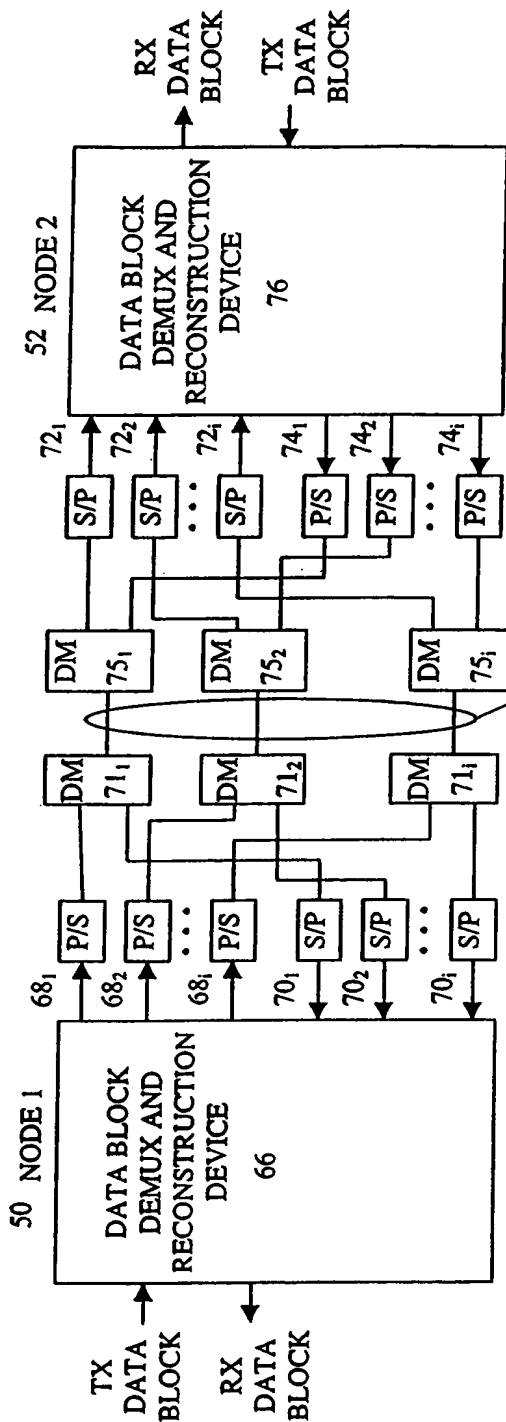 50 NODE 1
TX
DATA
BLOCK
RX
DATA
BLOCK
DATA BLOCK
DEMUX AND
RECONSTRUCTION
DEVICE
66
68₁
68₂
68ᵢ
70₁
70₂
70ᵢ
P/S
P/S
• • •
P/S
S/P
S/P
• • •
S/P
DM
71₁
DM
71₂
DM
71ᵢ
DM
75₁
DM
75₂
DM
75ᵢ
S/P
S/P
• • •
S/P
P/S
P/S
• • •
P/S
72₁
72₂
72ᵢ
74₁
74₂
74ᵢ
52 NODE 2
DATA BLOCK
DEMUX AND
RECONSTRUCTION
DEVICE
76
RX
DATA
BLOCK
TX
DATA
BLOCK